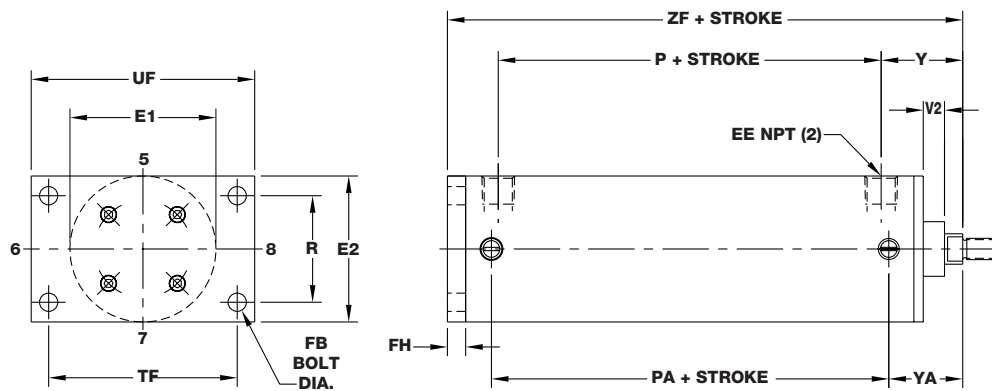 ZF + STROKE
P + STROKE
Y
UF
E1
V2
EE NPT (2)
5
6
8
R
E2
7
FB
BOLT
DIA.
TF
FH
PA + STROKE
YA